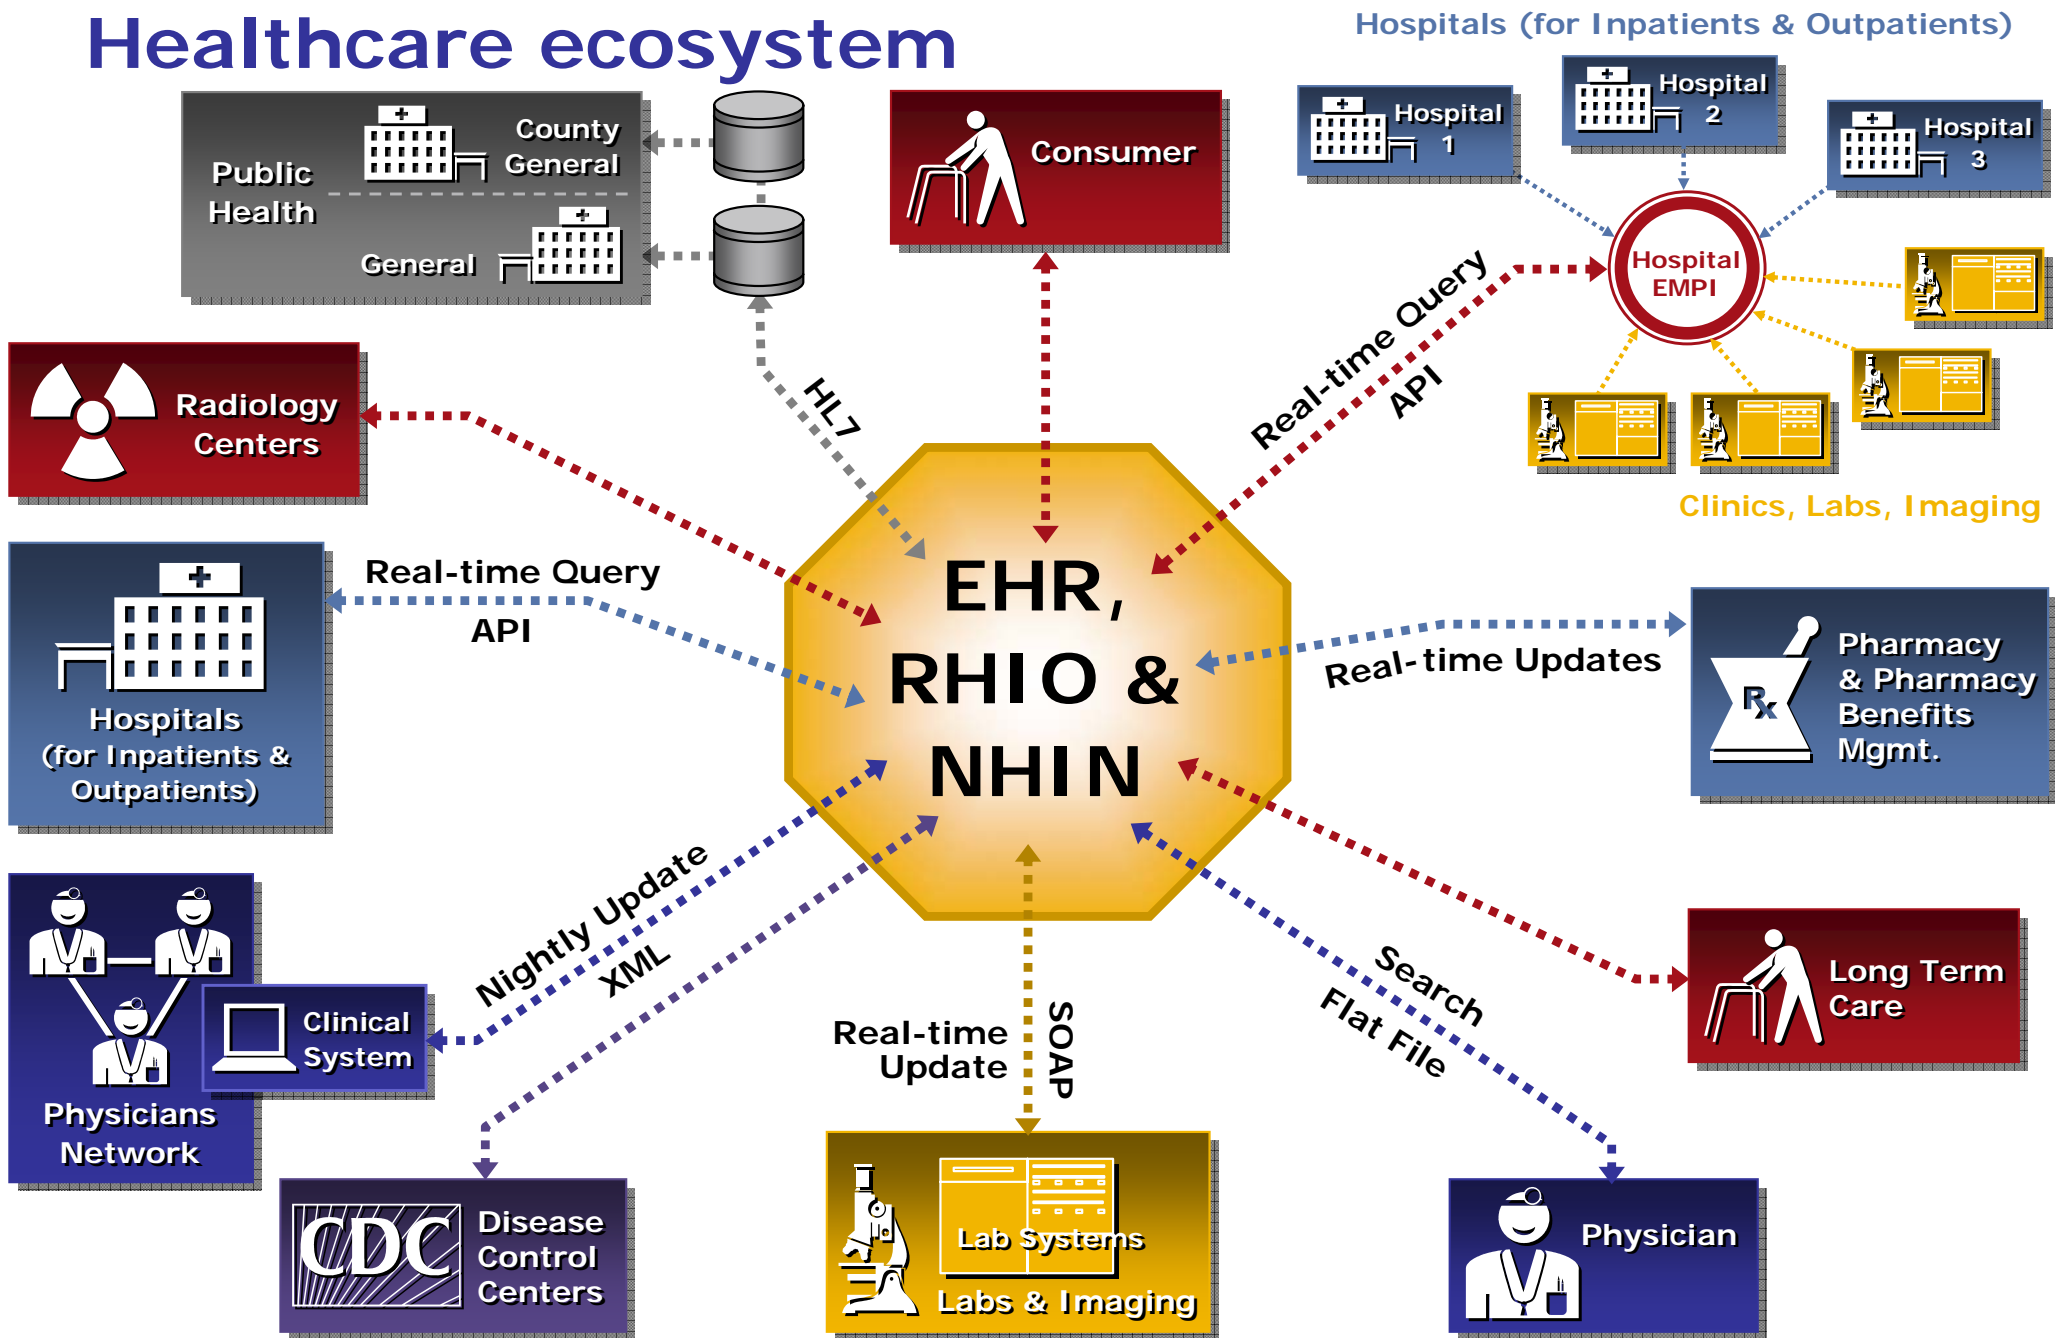 Healthcare ecosystem
Hospitals (for Inpatients & Outpatients)
Public
Health
County
General
General
Consumer
Hospital
1
Hospital
2
Hospital
3
Hospital
EMPI
Clinics, Labs, Imaging
Radiology
Centers
HL7
Real-time Query
API
Real-time Query
API
Hospitals
(for Inpatients &
Outpatients)
EHR,
RHIO &
NHIN
Real-time Updates
Rx
Pharmacy
& Pharmacy
Benefits
Mgmt.
Nightly Update
XML
Clinical
System
Physicians
Network
Real-time
Update
SOAP
Search
Flat File
Long Term
Care
CDC
Disease
Control
Centers
Lab Systems
Labs & Imaging
Physician